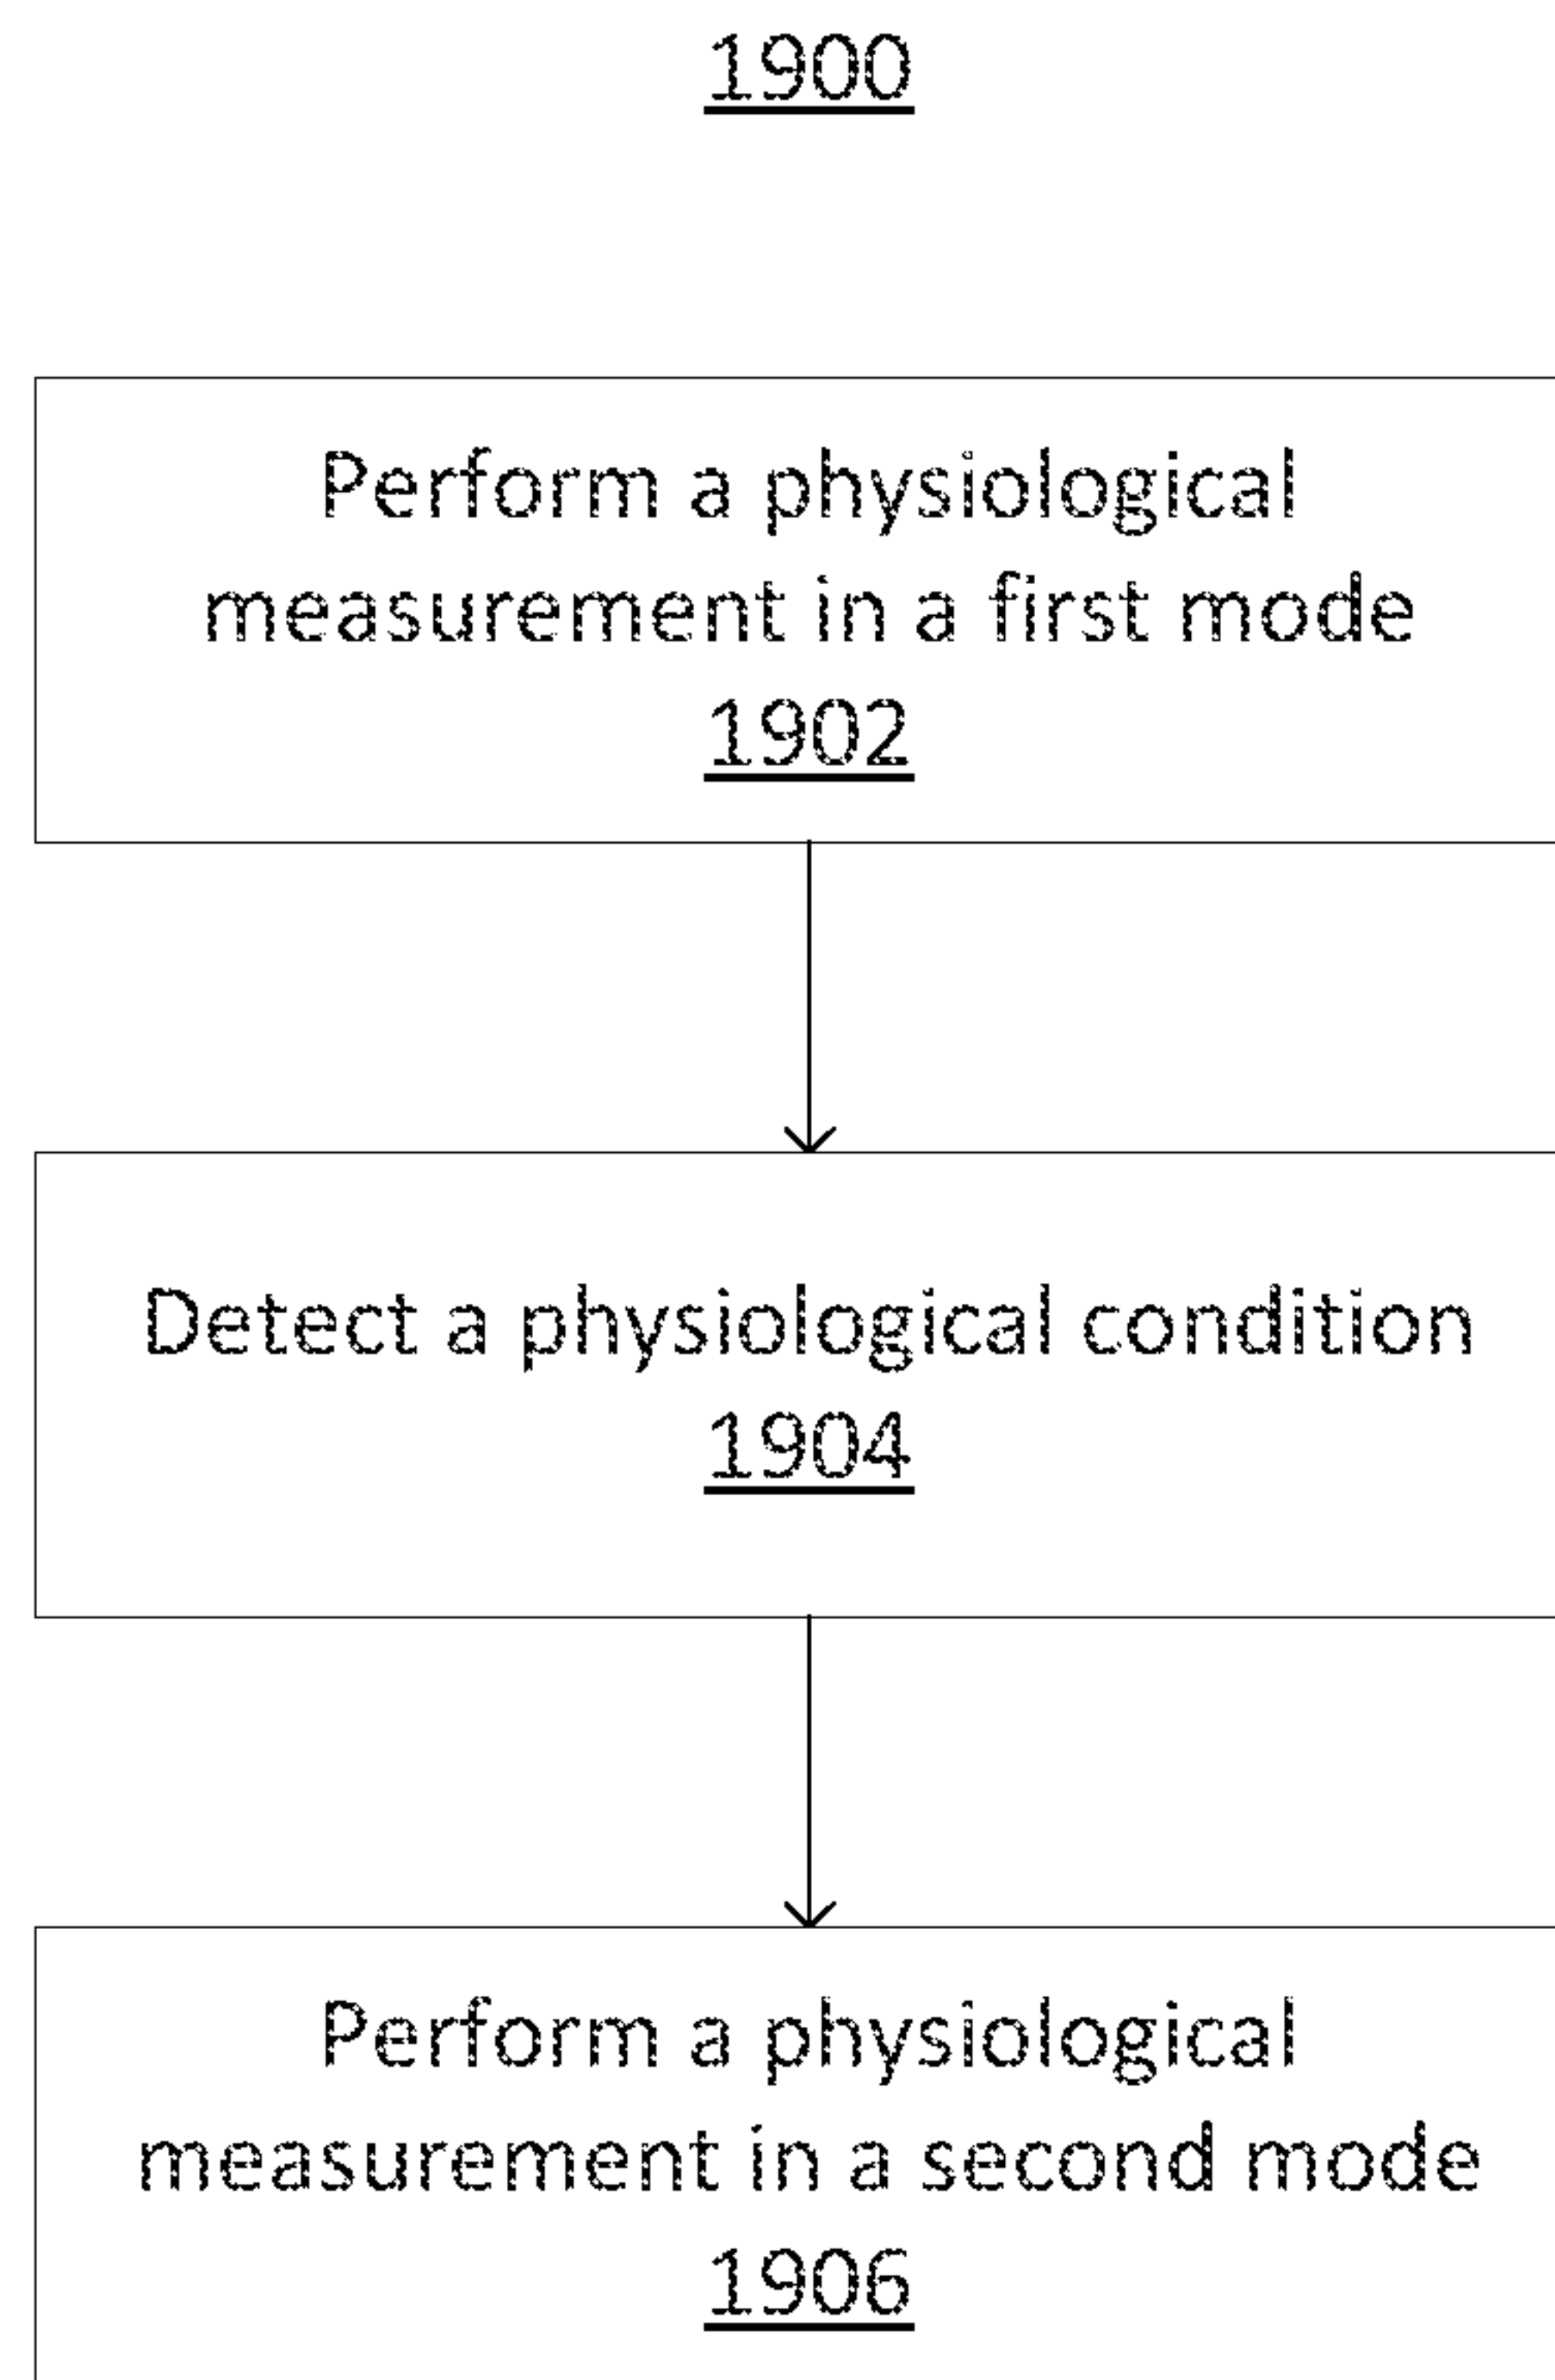 1900
Perform a physiological
measurement in a first mode
1902
Detect a physiological condition
1904
Perform a physiological
measurement in a second mode
1906